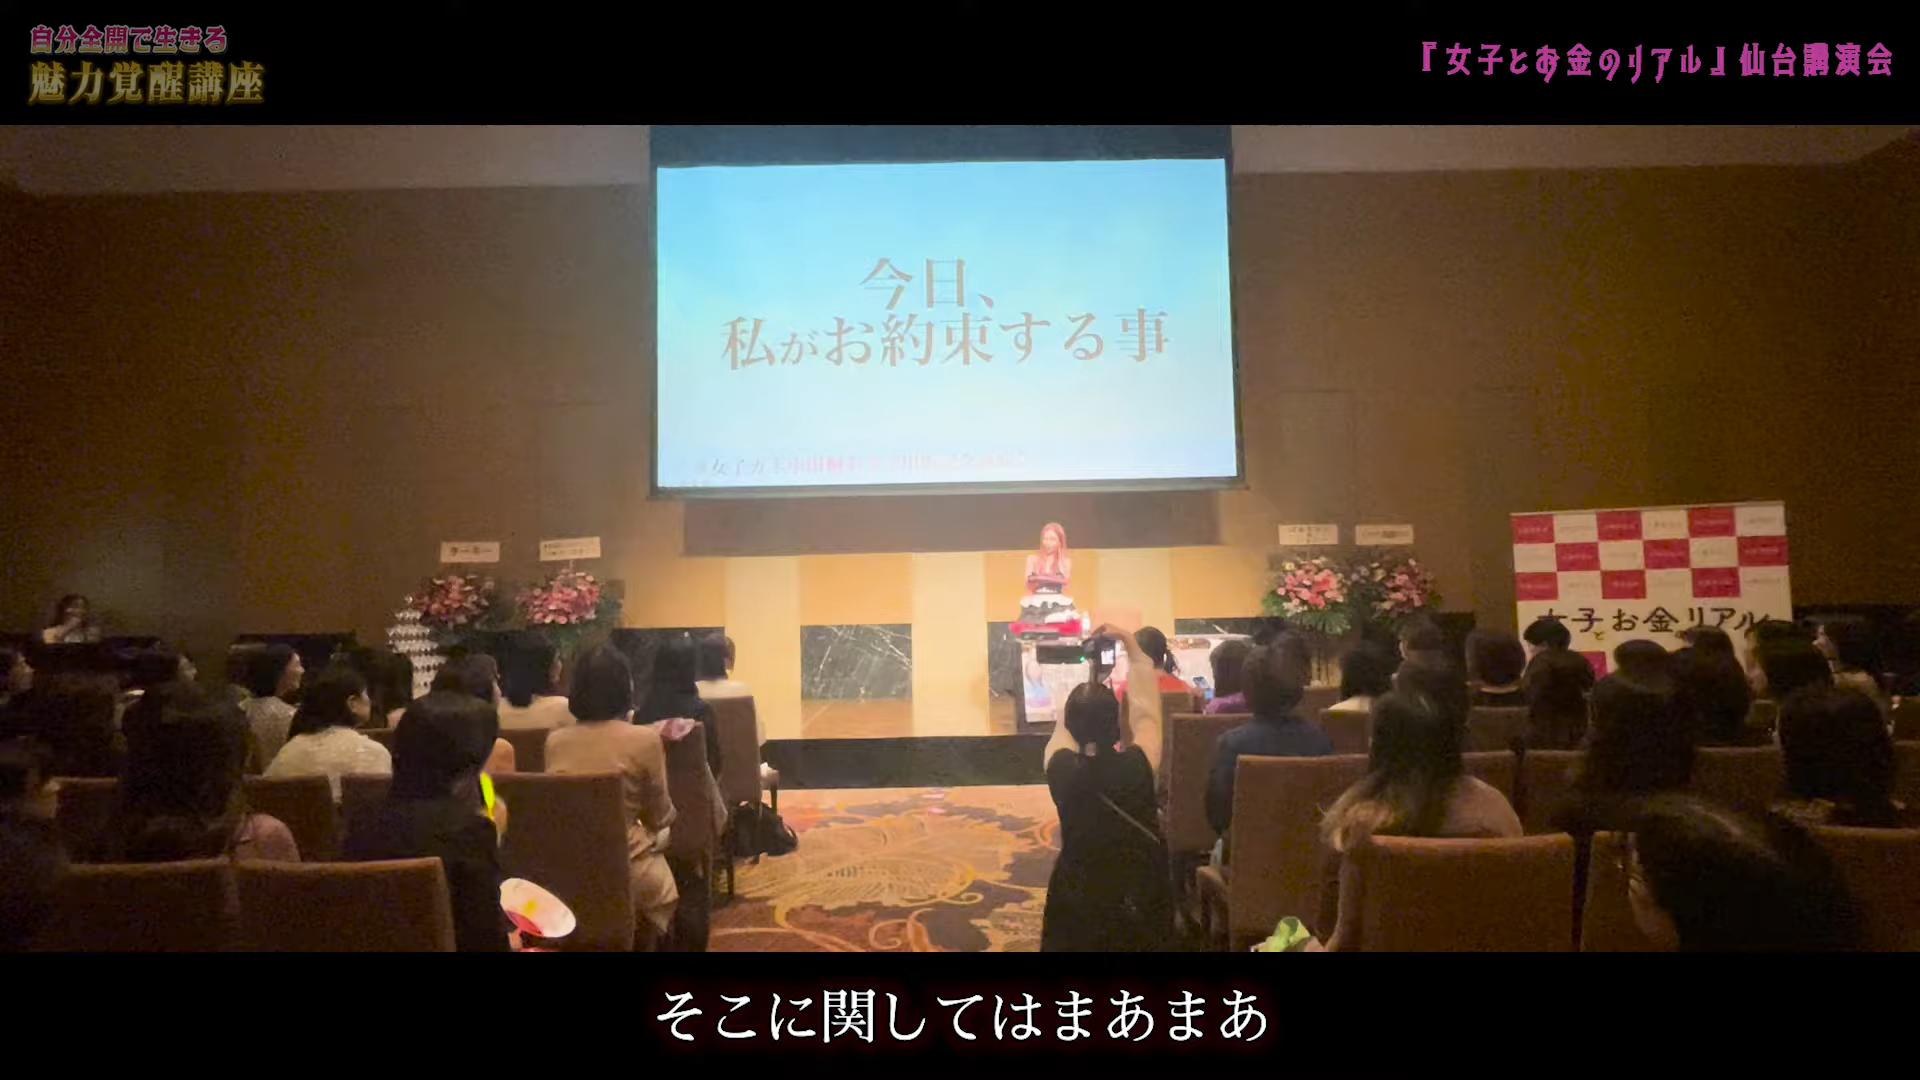 自分全開で生きる
魅力覚醒講座
『女子とお金のリアル』仙台講演会
今日、
私がお約束する事
女子とお金のリアル
そこに関してはまあまあ